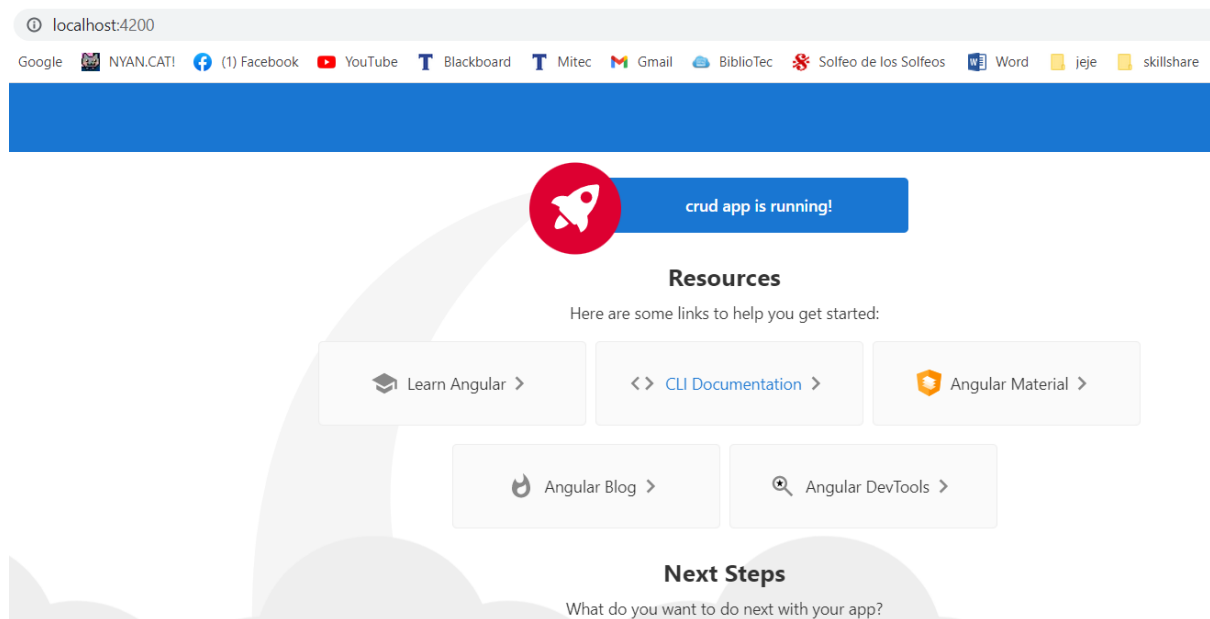 localhost:4200
Google NYAN.CAT! (1) Facebook YouTube Blackboard Mitec Gmail BiblioTec Solfeo de los Solfeos Word jeje skillshare
crud app is running!
Resources
Here are some links to help you get started:
Learn Angular CLI Documentation Angular Material
Angular Blog Angular DevTools
Next Steps
What do you want to do next with your app?